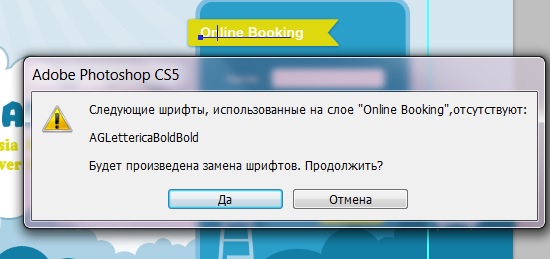 Online Booking
Adobe Photoshop CS5
Следующие шрифты, использованные на слое "Online Booking",отсутствуют:
AGLettericaBoldBold
Будет произведена замена шрифтов. Продолжить?
Да
Отмена